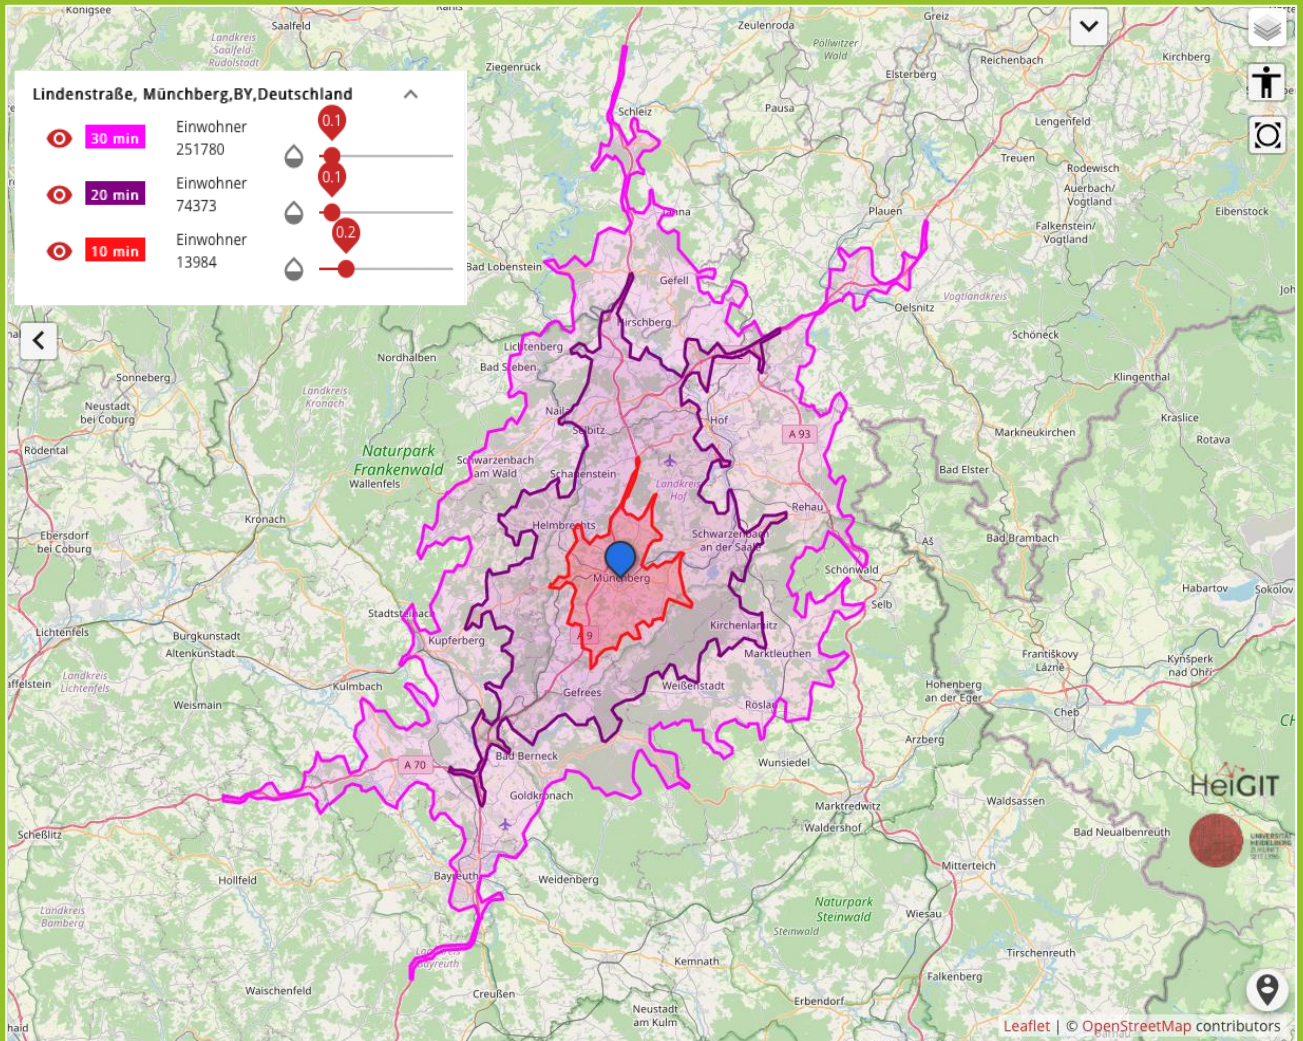 Königsee
Saalfeld
Ranis
Zeulenroda
Greiz
Landkreis
Saalfeld-
Rudolstadt
Pöllwitzer
Wald
Reichenbach
Kirchberg
Ziegenrück
Elsterberg
Lindenstraße, Münchberg,BY,Deutschland
Schleiz
Pausa
Lengenfeld
30 min
Einwohner
251780
0.1
Treuen
Rodewisch
20 min
Einwohner
74373
0.1
Auerbach/
Vogtland
Tanna
Plauen
Eibenstock
10 min
Einwohner
13984
0.2
Falkenstein/
Vogtland
Bad Lobenstein
Gefell
Vogtlandkreis
Oelsnitz
Hirschberg
Schöneck
Lichtenberg
Nordhalben
Bad Steben
Sonneberg
Klingenthal
Landkreis
Kronach
Neustadt
bei Coburg
Naila
Hof
Kraslice
Selbitz
A 93
Markneukirchen
Rotava
Rödental
Naturpark
Frankenwald
Schwarzenbach
am Wald
Schauenstein
Bad Elster
Wallenfels
Landkreis
Hof
Rehau
Kronach
Helmbrechts
Ebersdorf
bei Coburg
Schwarzenbach
an der Saale
Aš
Bad Brambach
Schönwald
Münchberg
Habartov
Sokolov
Selb
Stadtsteinach
Lichtenfels
Burgkunstadt
Kupferberg
A 9
Kirchenlamitz
Altenkunstadt
Marktleuthen
Františkovy
Lázně
Kynšperk
nad Ohří
Landkreis
Lichtenfels
Kulmbach
Gefrees
Weißenstadt
Hohenberg
an der Eger
Weismain
Röslau
Cheb
Arzberg
Bad Berneck
Wunsiedel
A 70
HeiGIT
Goldkronach
Marktredwitz
Waldsassen
Scheßlitz
Waldershof
Bad Neualbenreuth
UNIVERSITÄT
HEIDELBERG
ZUKUNFT
SEIT 1386
Mitterteich
Hollfeld
Bayreuth
Weidenberg
Naturpark
Steinwald
Landkreis
Bamberg
Wiesau
Steinwald
Tirschenreuth
Landkreis
Bayreuth
Kemnath
Falkenberg
Waischenfeld
Creußen
Erbendorf
Neustadt
am Kulm
Leaflet | © OpenStreetMap contributors